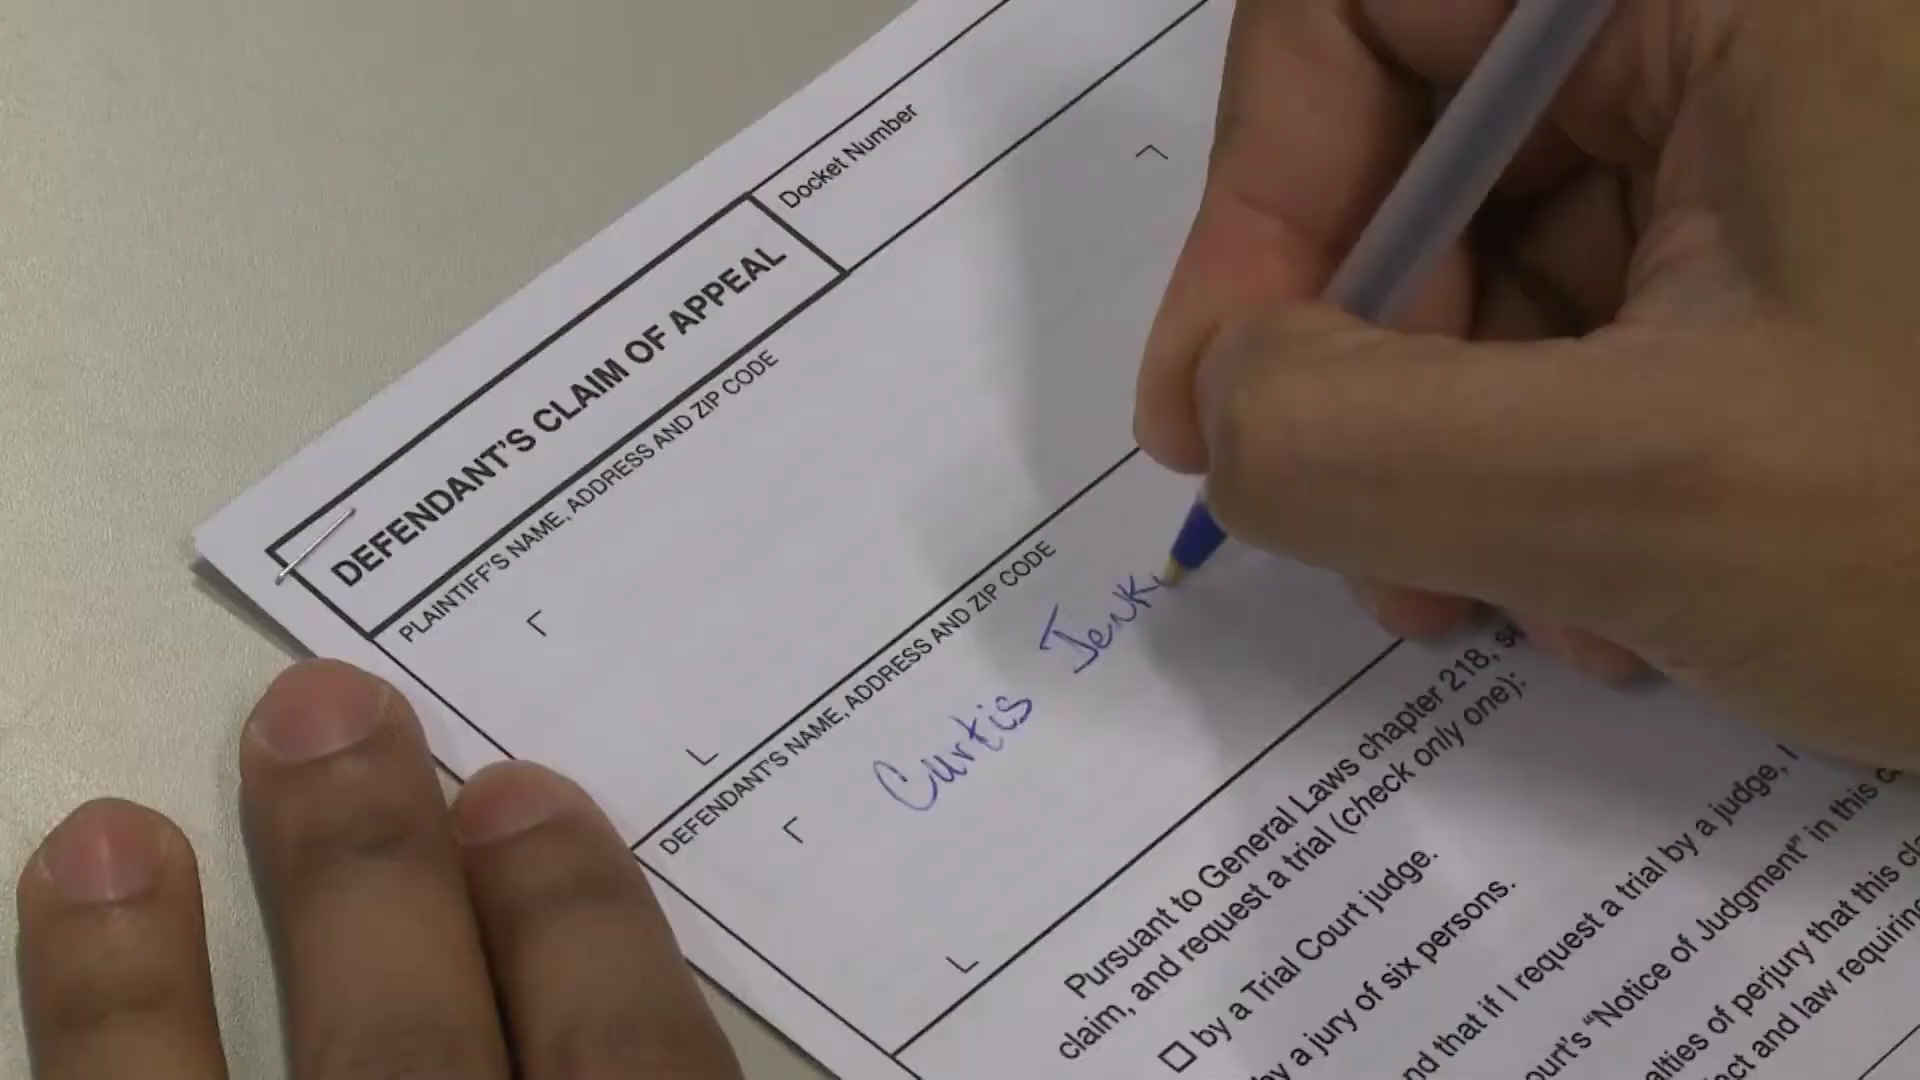 Docket Number
DEFENDANT'S CLAIM OF APPEAL
PLAINTIFF'S NAME, ADDRESS AND ZIP CODE
DEFENDANT'S NAME, ADDRESS AND ZIP CODE
Curtis Jenk
Pursuant to General Laws chapter 218,
claim, and request a trial (check only one):
by a Trial Court judge.
by a jury of six persons.
that if I request a trial by a judge, I
"Notice of Judgment" in this
of perjury that this
and law requiring